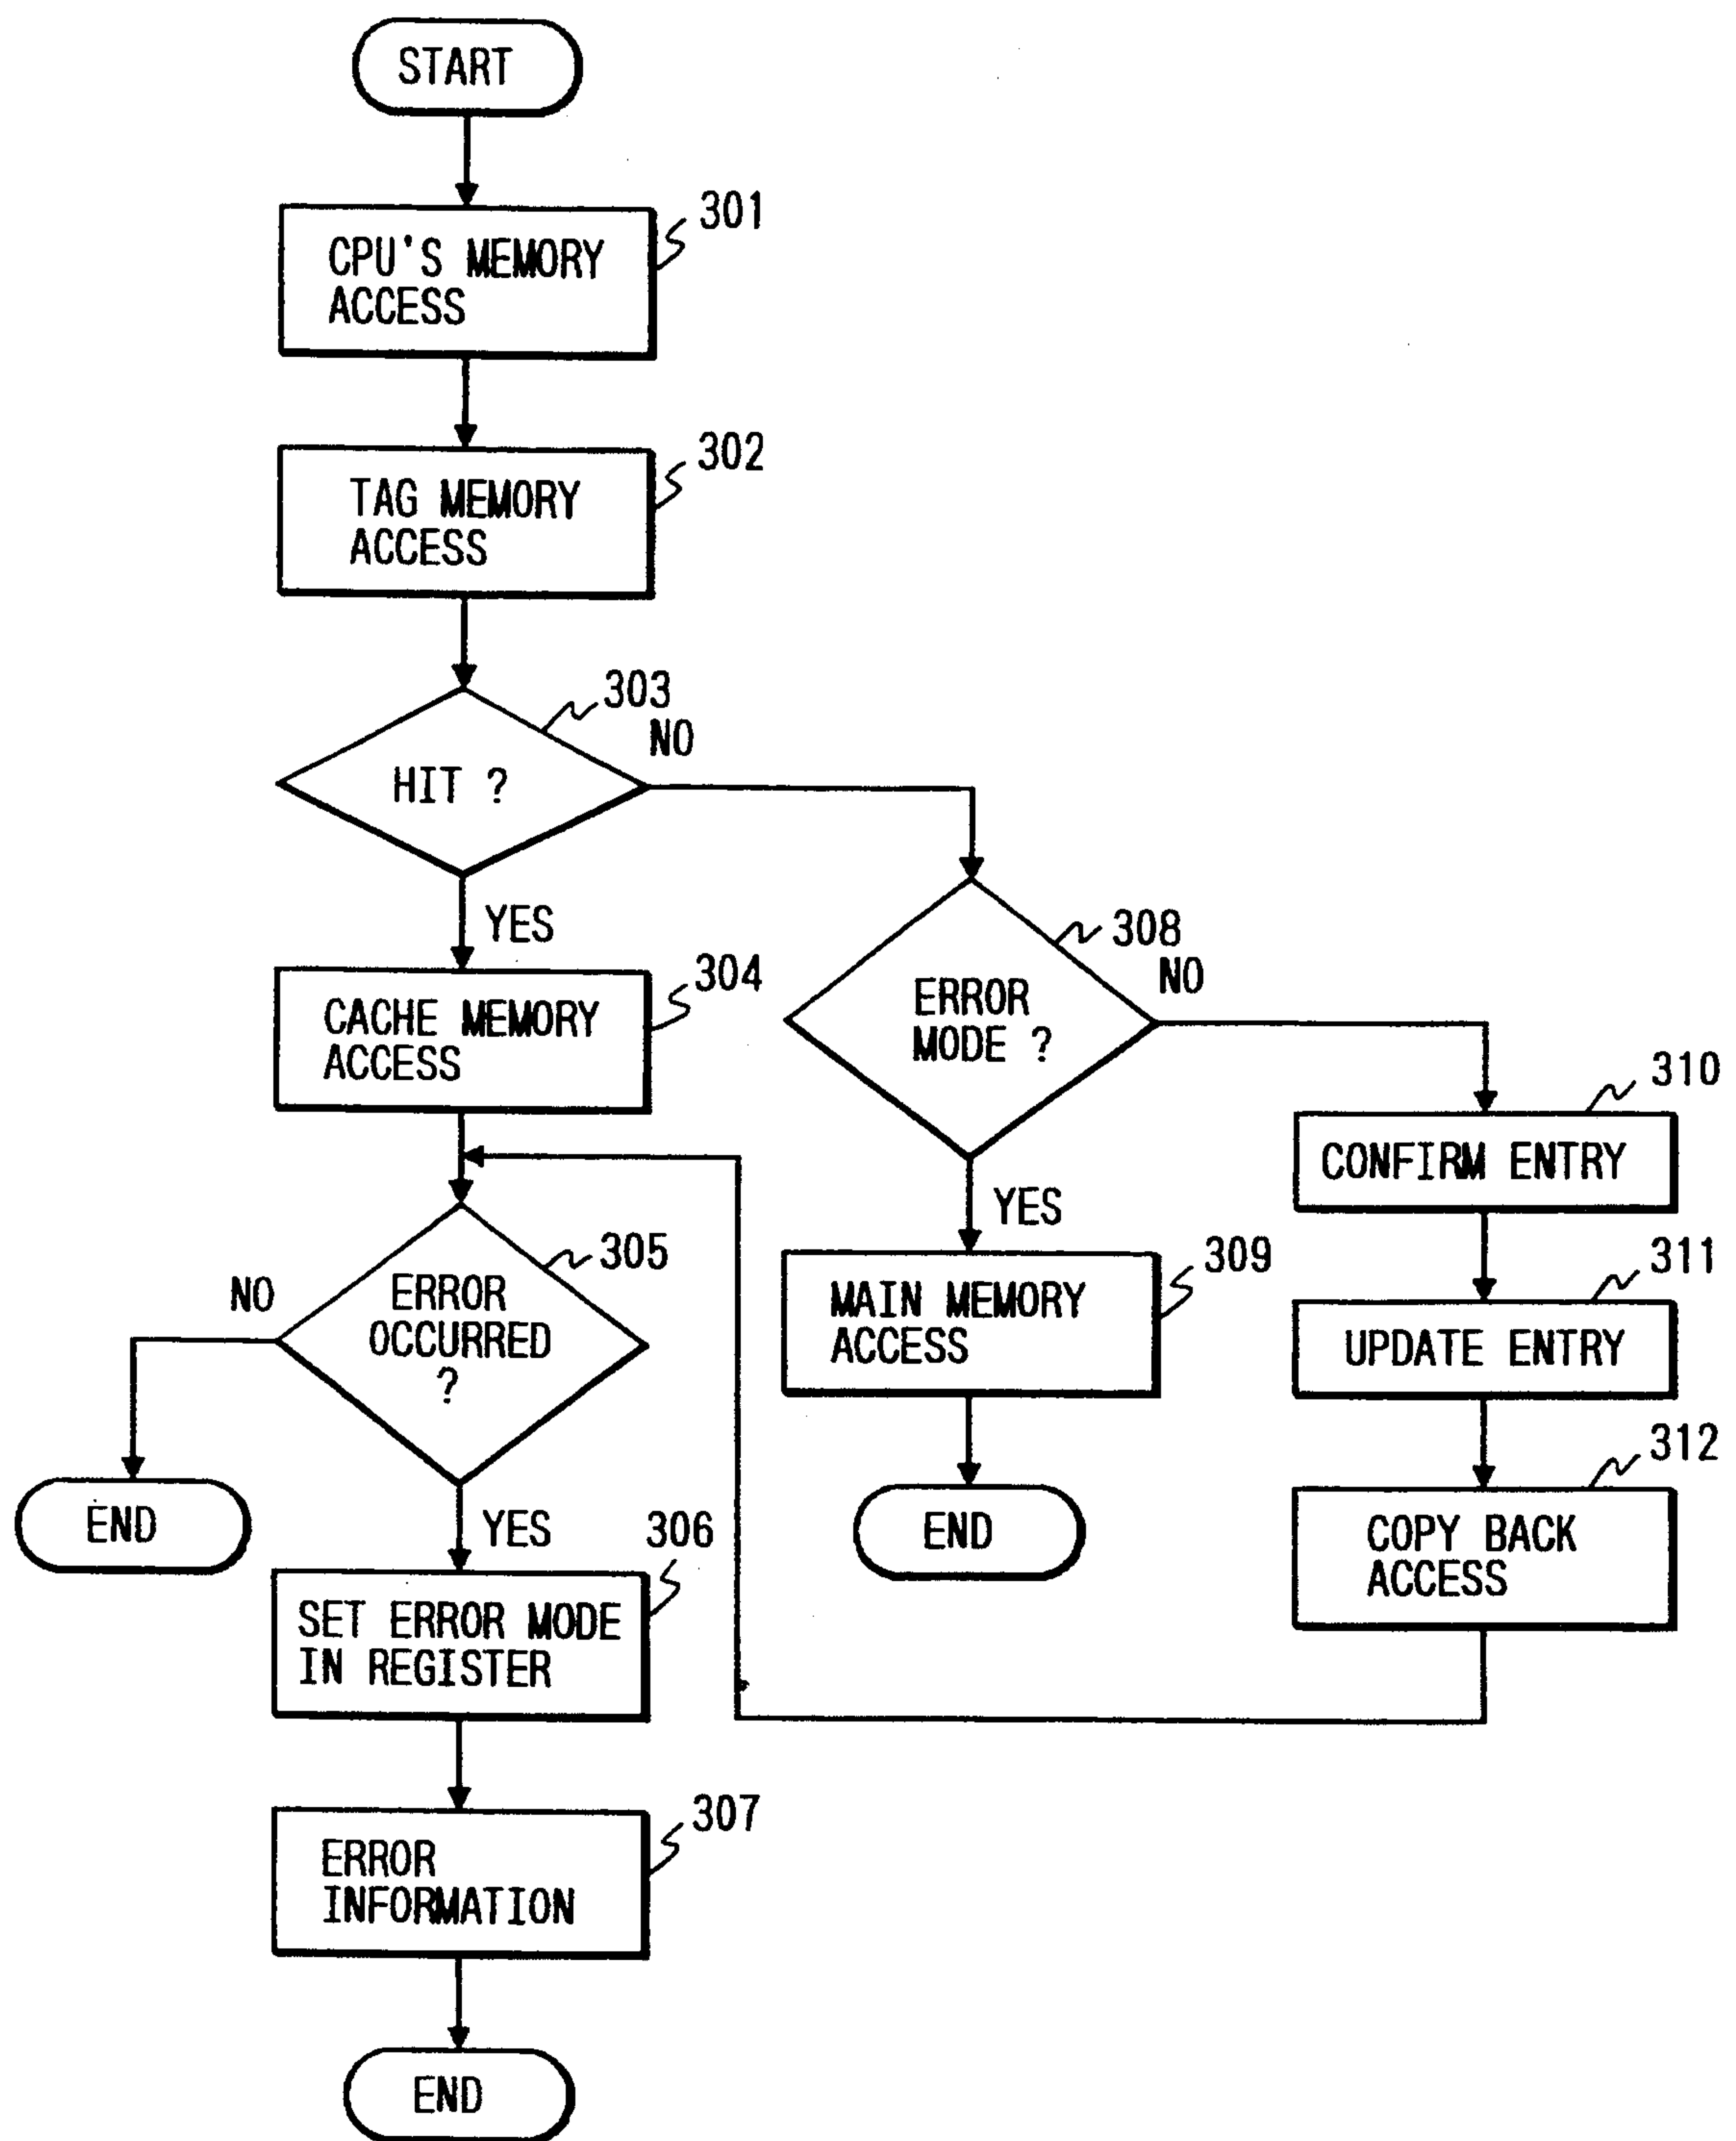 START
301
CPU'S MEMORY
ACCESS
302
TAG MEMORY
ACCESS
303
NO
HIT ?
YES
308
NO
304
CACHE MEMORY
ACCESS
ERROR
MODE ?
310
CONFIRM ENTRY
YES
305
NO
ERROR
OCCURRED
?
309
MAIN MEMORY
ACCESS
311
UPDATE ENTRY
312
COPY BACK
ACCESS
END
YES
END
306
SET ERROR MODE
IN REGISTER
307
ERROR
INFORMATION
END